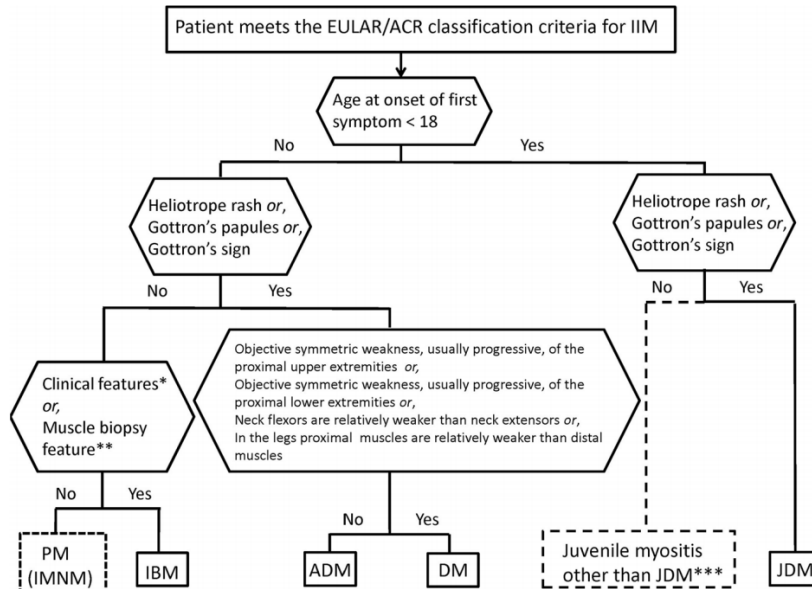 Patient meets the EULAR/ACR classification criteria for IIM
Age at onset of first
symptom < 18
No
Yes
Heliotrope rash or,
Gottron's papules or,
Gottron's sign
Heliotrope rash or,
Gottron's papules or,
Gottron's sign
No
Yes
No
Yes
Clinical features*
or,
Muscle biopsy
feature**
Objective symmetric weakness, usually progressive, of the
proximal upper extremities or,
Objective symmetric weakness, usually progressive, of the
proximal lower extremities or,
Neck flexors are relatively weaker than neck extensors or,
In the legs proximal muscles are relatively weaker than distal
muscles
No
Yes
No
Yes
PM
(IMNM)
IBM
ADM
DM
Juvenile myositis
other than JDM***
JDM